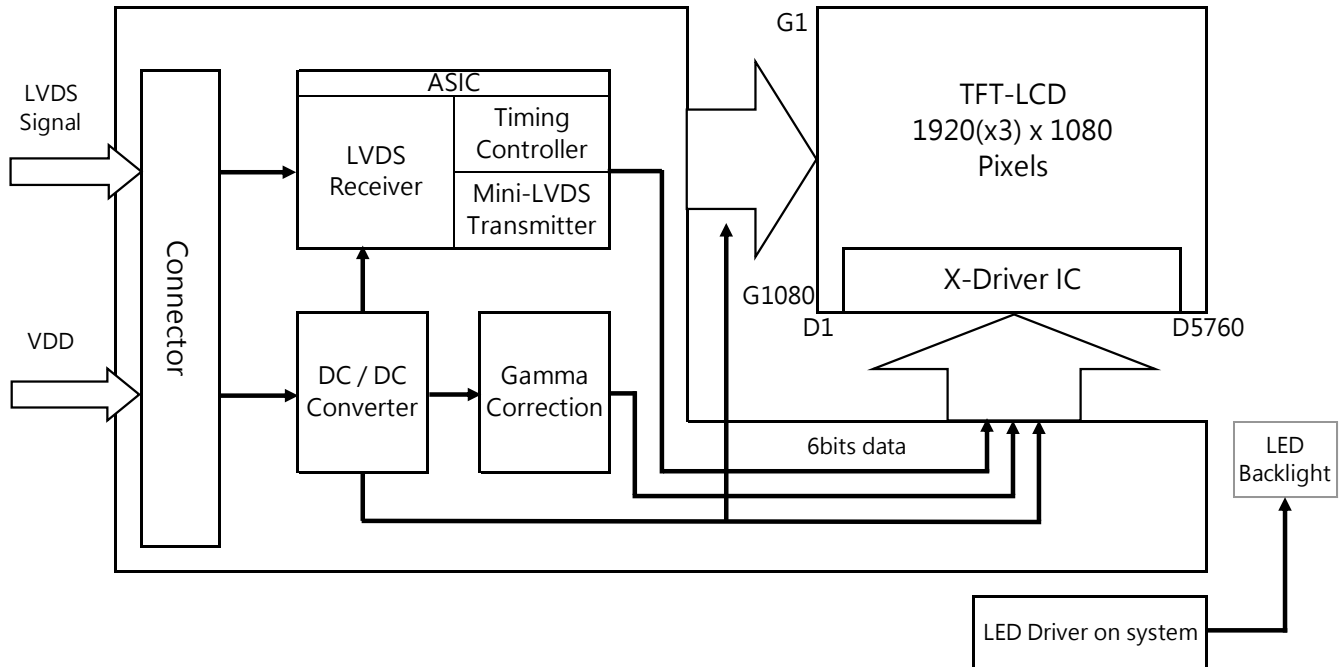 LVDS
Signal
VDD
Connector
ASIC
LVDS
Receiver
Timing
Controller
Mini-LVDS
Transmitter
DC / DC
Converter
Gamma
Correction
6bits data
G1
TFT-LCD
1920(x3) x 1080
Pixels
X-Driver IC
G1080
D1
D5760
LED
Backlight
LED Driver on system